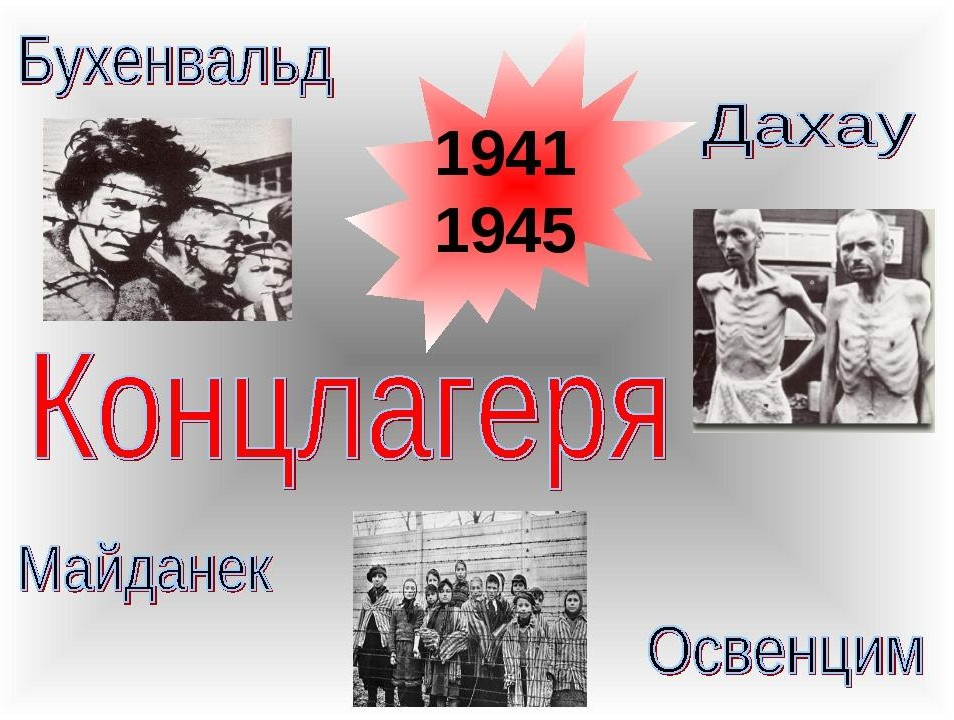 Бухенвальд
1941
1945
Дахау
Концлагеря
Майданек
Освенцим